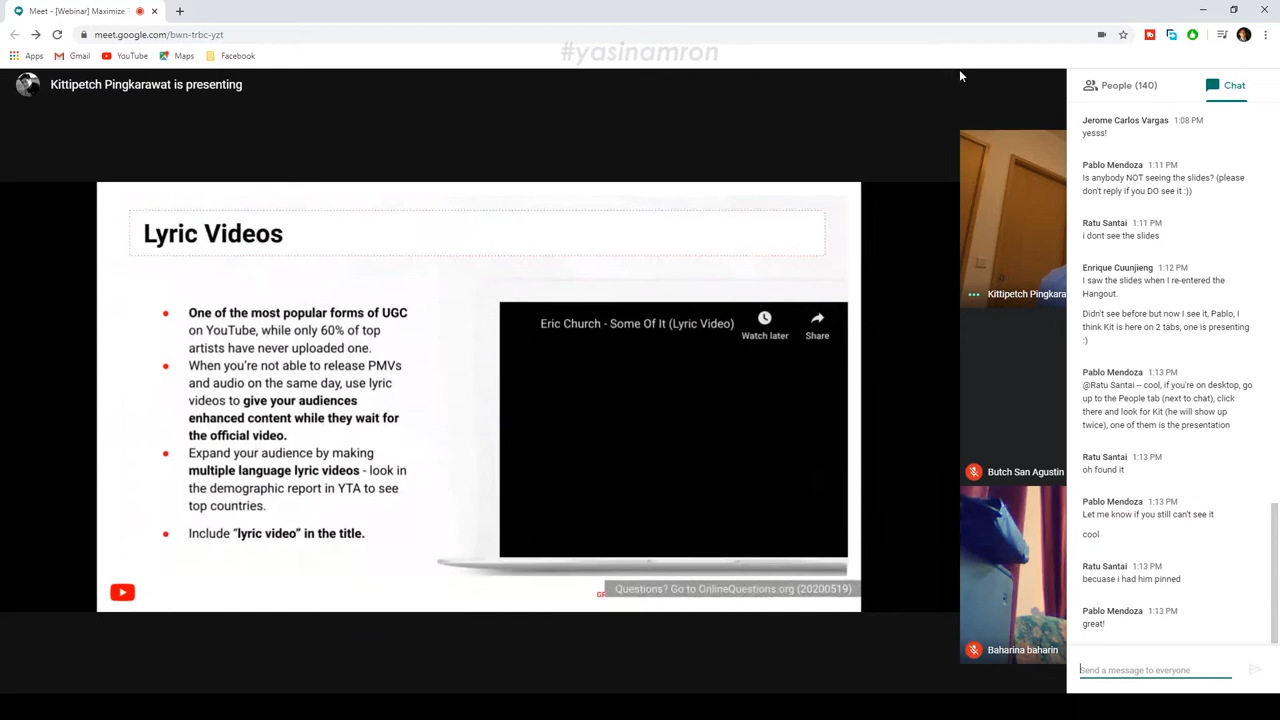 Meet - [Webinar] Maximize
meet.google.com/bwn-trbc-yzt
Apps
Gmail
YouTube
Maps
Facebook
#yasinamron
Kittipetch Pingkarawat is presenting
Lyric Videos
One of the most popular forms of UGC
on YouTube, while only 60% of top
artists have never uploaded one.
When you're not able to release PMVs
and audio on the same day, use lyric
videos to give your audiences
enhanced content while they wait for
the official video.
Expand your audience by making
multiple language lyric videos - look in
the demographic report in YTA to see
top countries.
Include "lyric video" in the title.
Eric Church - Some Of It (Lyric Video)
Watch later
Share
Questions? Go to OnlineQuestions.org (20200519)
Kittipetch Pingkara
Butch San Agustin
Baharina baharin
People (140)
Chat
Jerome Carlos Vargas 1:08 PM
yesss!
Pablo Mendoza 1:11 PM
Is anybody NOT seeing the slides? (please
don't reply if you DO see it :))
Ratu Santai 1:11 PM
i dont see the slides
Enrique Cuunjieng 1:12 PM
I saw the slides when I re-entered the
Hangout.
Didn't see before but now I see it, Pablo, I
think Kit is here on 2 tabs, one is presenting
:)
Pablo Mendoza 1:13 PM
@Ratu Santai – cool, if you're on desktop, go
up to the People tab (next to chat), click
there and look for Kit (he will show up
twice), one of them is the presentation
Ratu Santai 1:13 PM
oh found it
Pablo Mendoza 1:13 PM
Let me know if you still can't see it
cool
Ratu Santai 1:13 PM
becuase i had him pinned
Pablo Mendoza 1:13 PM
great!
Send a message to everyone